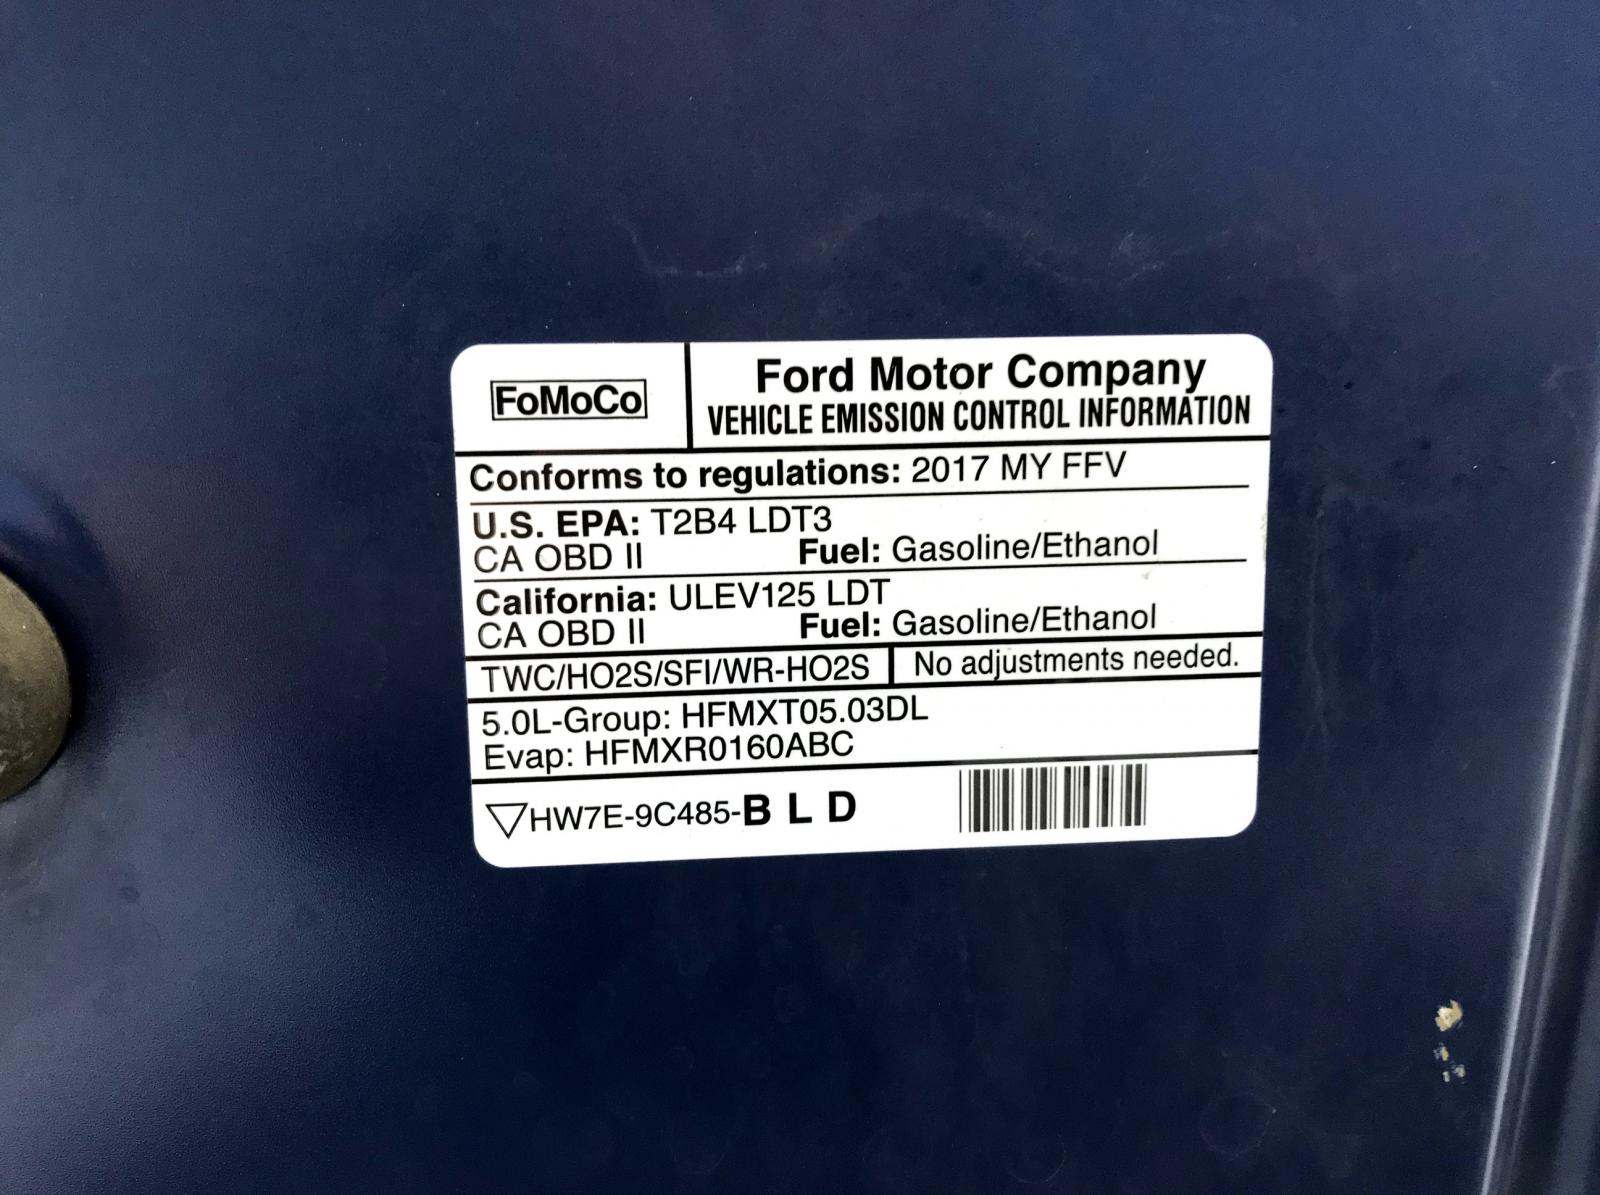 FoMoCo
Ford Motor Company
VEHICLE EMISSION CONTROL INFORMATION
Conforms to regulations: 2017 MY FFV
U.S. EPA: T2B4 LDT3
CA OBD II Fuel: Gasoline/Ethanol
California: ULEV125 LDT
CA OBD II Fuel: Gasoline/Ethanol
TWC/HO2S/SFI/WR-HO2S No adjustments needed.
5.0L-Group: HFMXT05.03DL
Evap: HFMXR0160ABC
HW7E-9C485-B L D